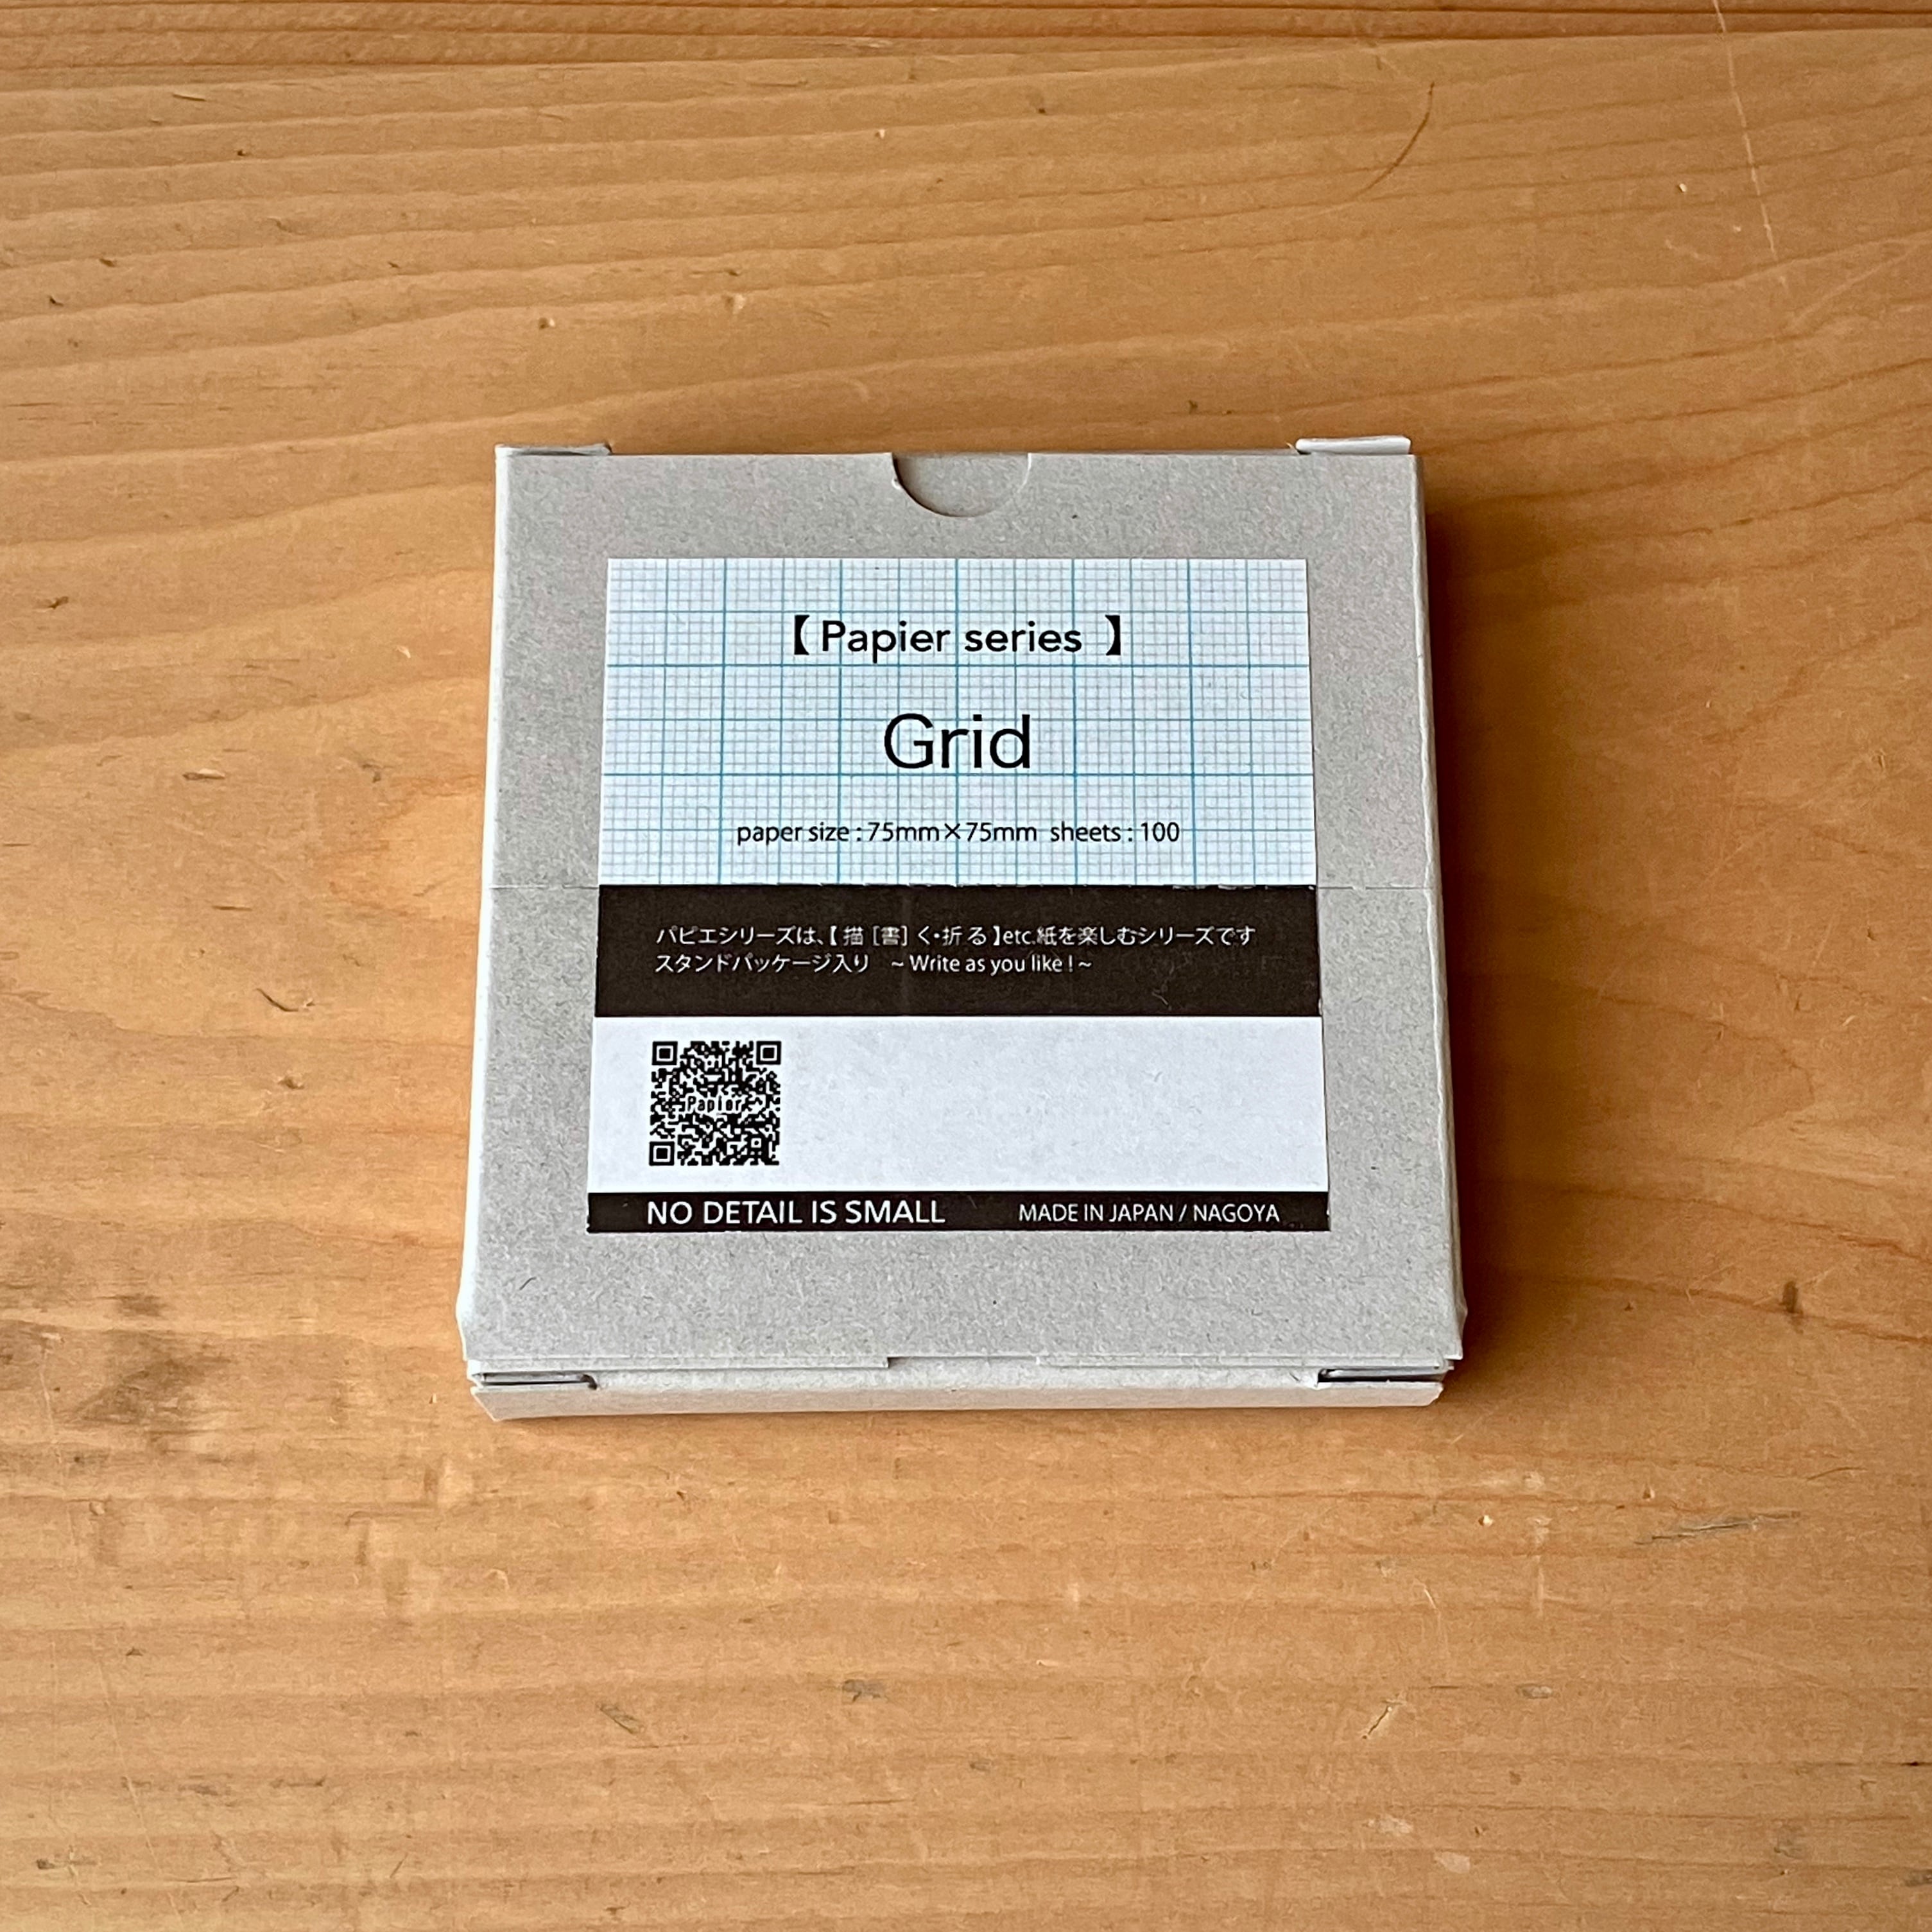 【 Papier series 】
Grid
paper size : 75mm×75mm sheets : 100
パピエシリーズは、【 描 [書] く・折 る 】etc.紙を楽しむシリーズです
スタンドパッケージ入り ~ Write as you like ! ~
Papier
NO DETAIL IS SMALL MADE IN JAPAN / NAGOYA